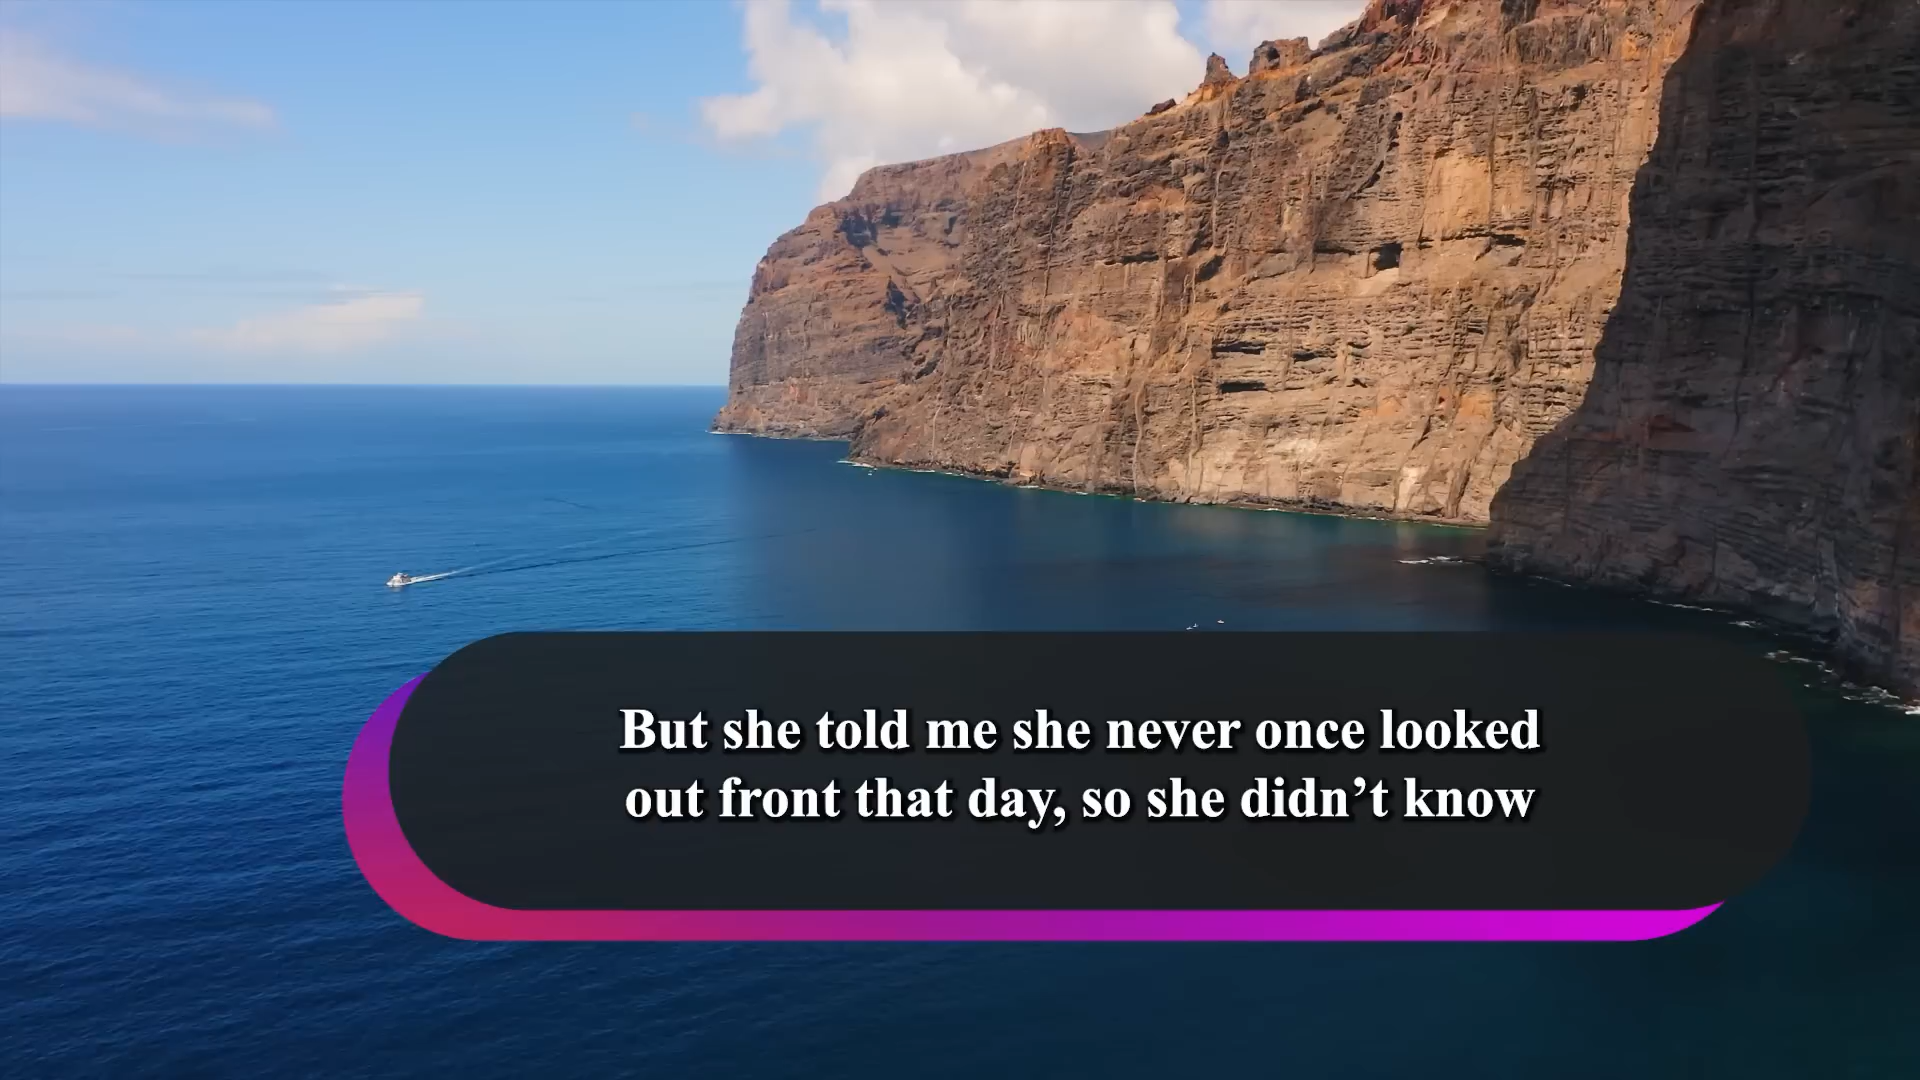 But she told me she never once looked
out front that day, so she didn’t know